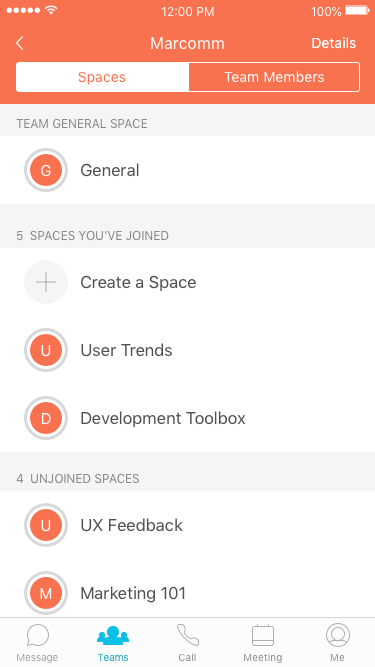 12:00 PM 100%
Marcomm Details
Spaces Team Members
TEAM GENERAL SPACE
G General
5 SPACES YOU’VE JOINED
Create a Space
U User Trends
D Development Toolbox
4 UNJOINED SPACES
U UX Feedback
M Marketing 101
Message Teams Call Meeting Me